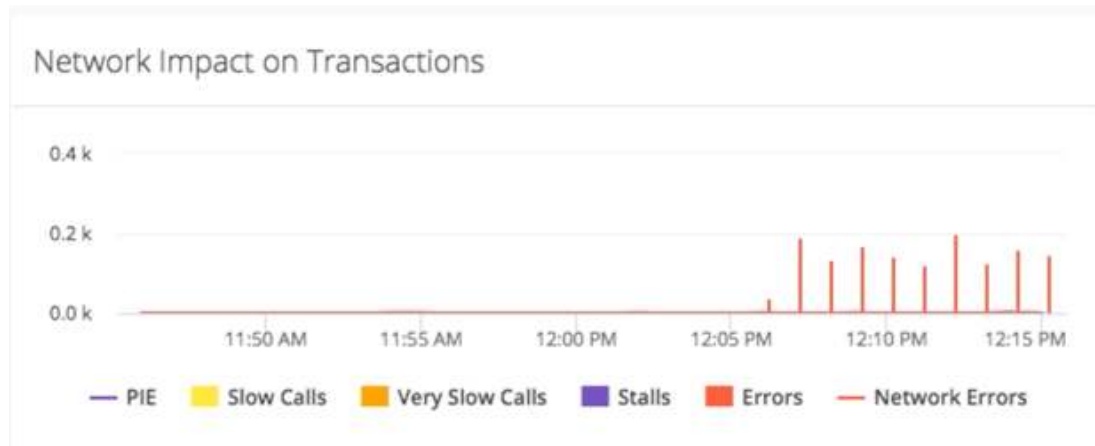 Network Impact on Transactions
0.4 k
0.2 k
0.0 k
11:50 AM 11:55 AM 12:00 PM 12:05 PM 12:10 PM 12:15 PM
PIE Slow Calls Very Slow Calls Stalls Errors Network Errors